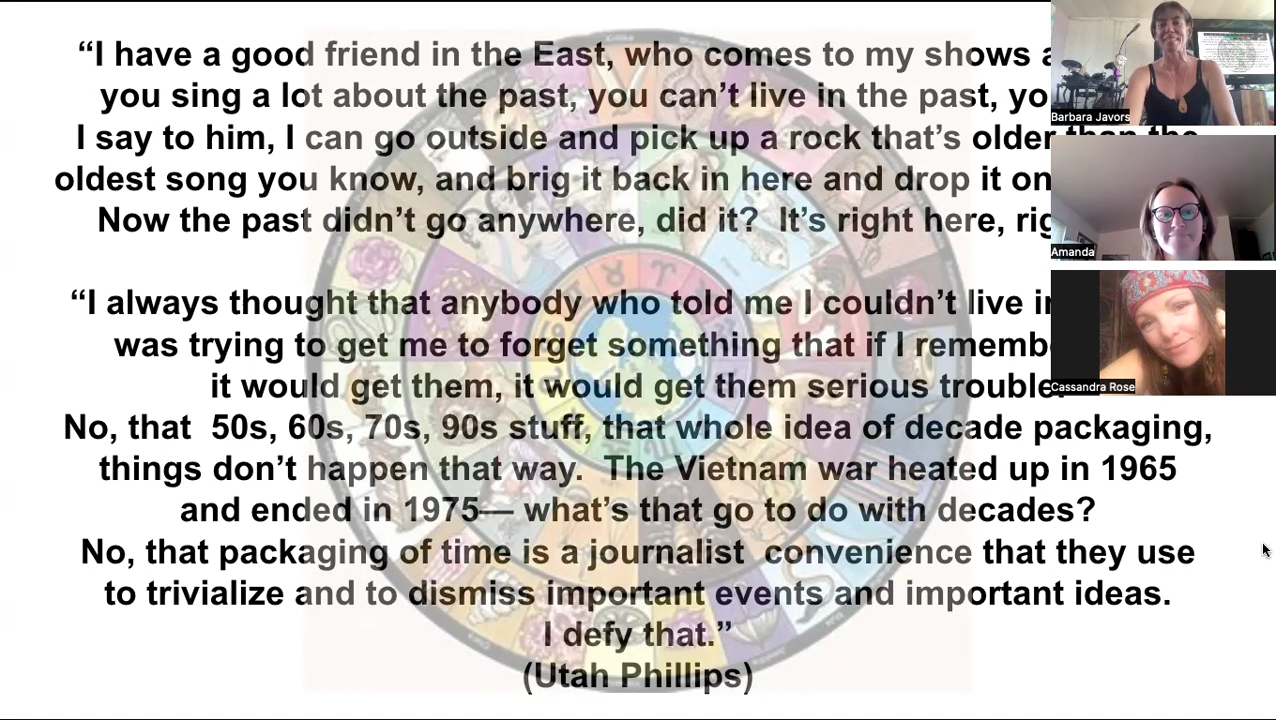 “I have a good friend in the East, who comes to my shows a
you sing a lot about the past, you can’t live in the past, yo
I say to him, I can go outside and pick up a rock that’s older than the
oldest song you know, and brig it back in here and drop it on
Now the past didn’t go anywhere, did it?  It’s right here, rig
“I always thought that anybody who told me I couldn’t live in
was trying to get me to forget something that if I rememb
it would get them, it would get them serious trouble.
No, that  50s, 60s, 70s, 90s stuff, that whole idea of decade packaging,
things don’t happen that way.  The Vietnam war heated up in 1965
and ended in 1975— what’s that go to do with decades?
No, that packaging of time is a journalist  convenience that they use
to trivialize and to dismiss important events and important ideas.
I defy that.”
(Utah Phillips)
Barbara Javors
Amanda
Cassandra Rose